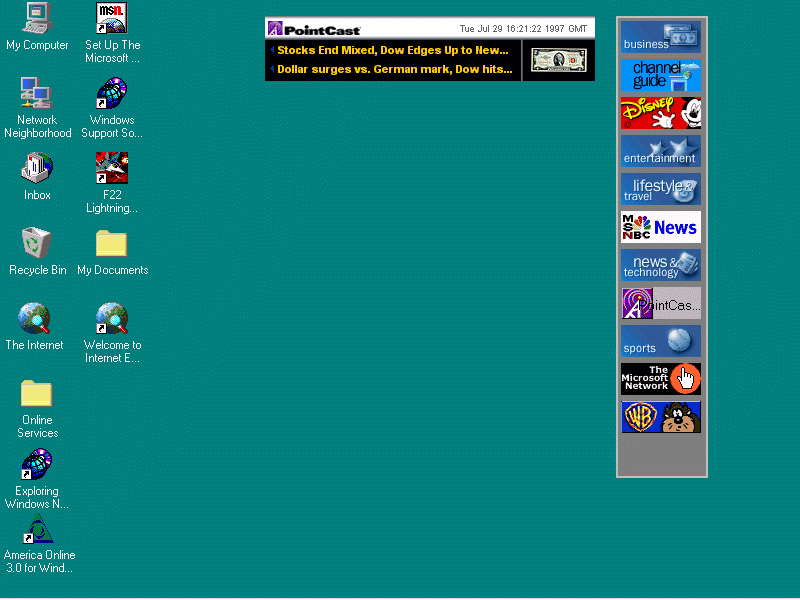 My Computer
Set Up The
Microsoft ...
Network
Neighborhood
Windows
Support So...
Inbox
F22
Lightning...
Recycle Bin
My Documents
The Internet
Welcome to
Internet E...
Online
Services
Exploring
Windows N...
America Online
3.0 for Wind...
msn.
PointCast
Tue Jul 29 16:21:22 1997 GMT
Stocks End Mixed, Dow Edges Up to New...
Dollar surges vs. German mark, Dow hits...
business
channel
guide
Disney
entertainment
lifestyle&
travel
MSNBC News
news &
technology
PointCas...
sports
The
Microsoft
Network
WB